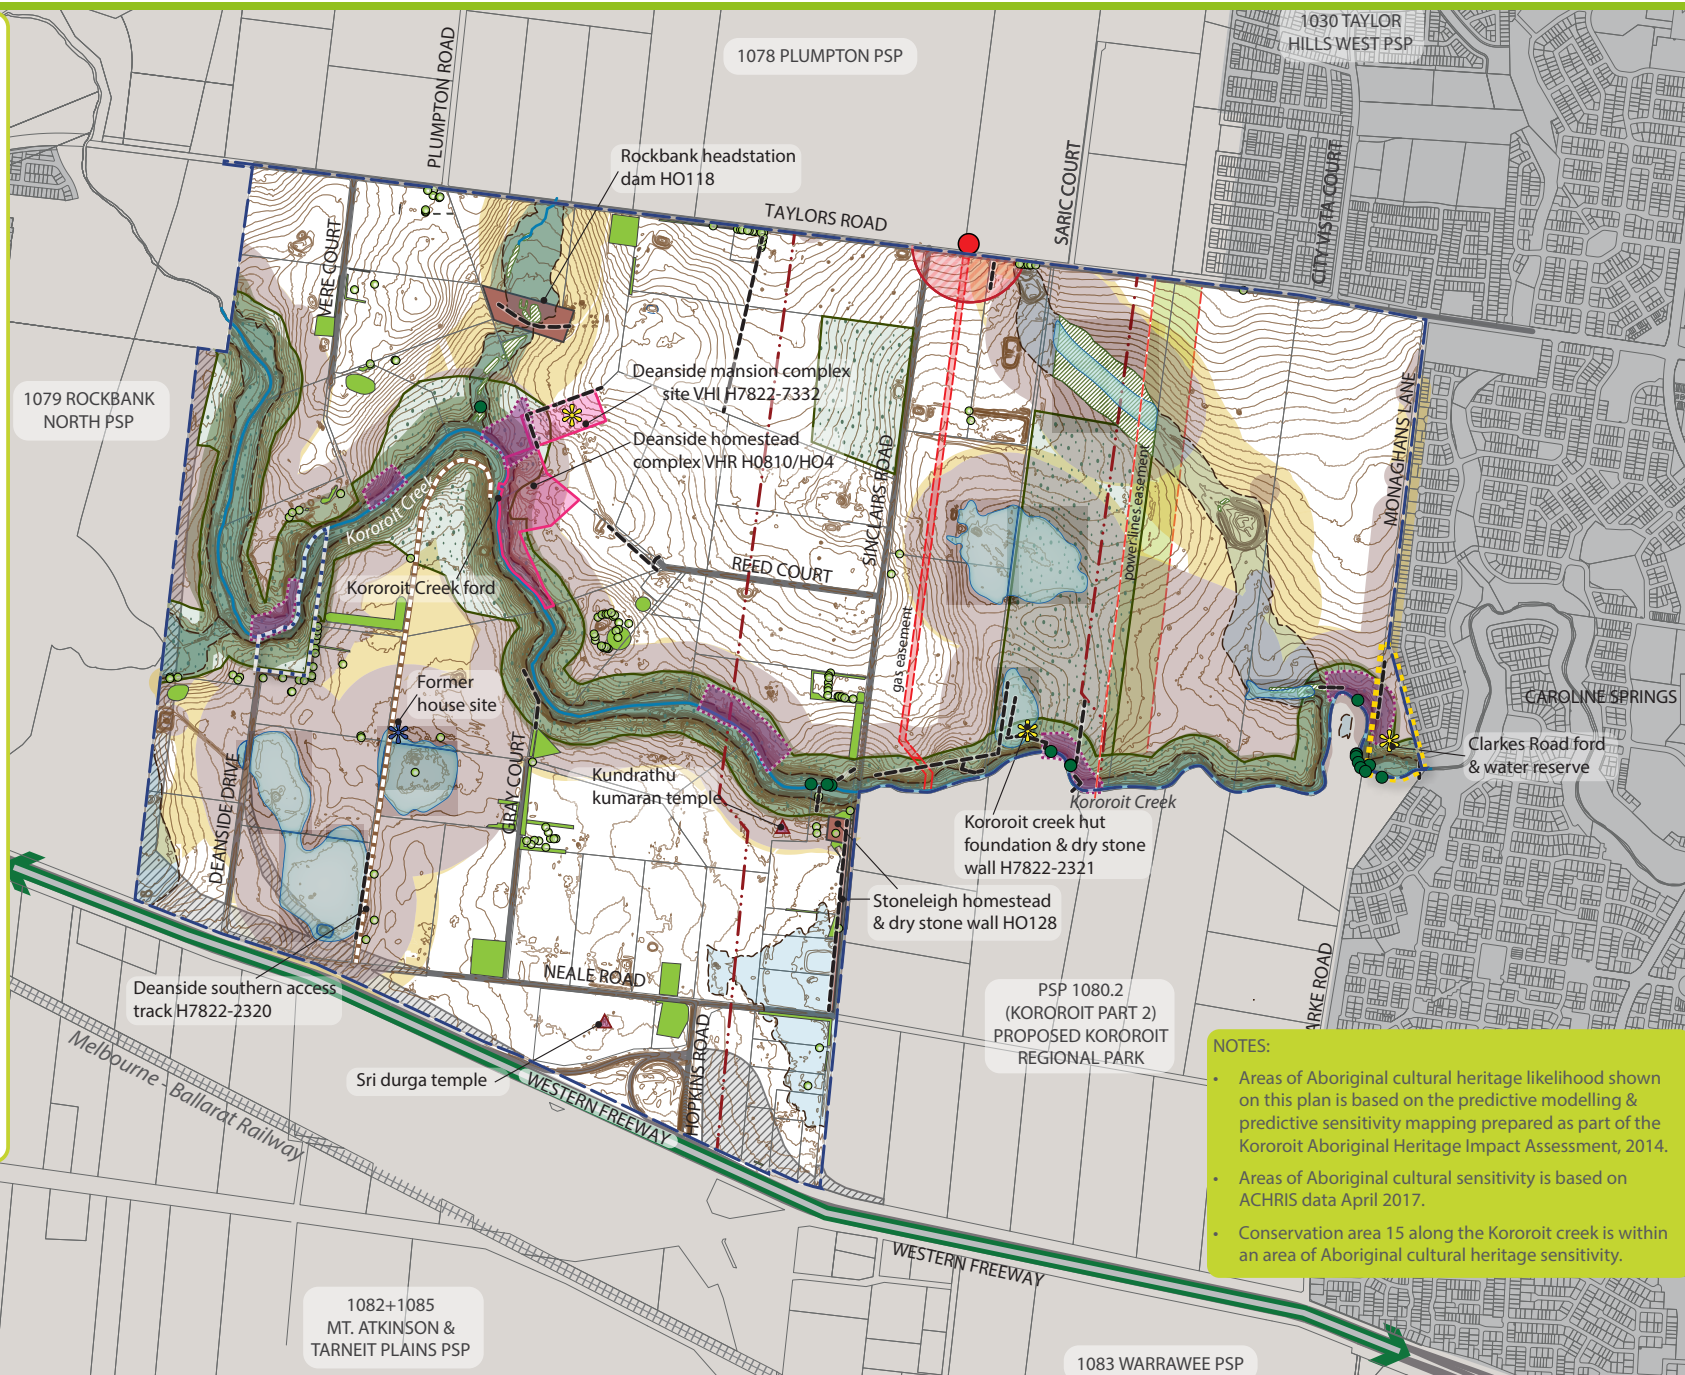 1030 TAYLOR
HILLS WEST PSP
1078 PLUMPTON PSP
PLUMPTON ROAD
Rockbank headstation
dam HO118
SARIC COURT
CITY VISTA COURT
TAYLORS ROAD
VERE COURT
1079 ROCKBANK
NORTH PSP
Deanside mansion complex
site VHI H7822-7332
Deanside homestead
complex VHR H0810/HO4
MONAGHANS LANE
SINCLAIRS ROAD
powerlines easement
Kororoit Creek
REED COURT
Kororoit Creek ford
gas easement
Former
house site
CAROLINE SPRINGS
Clarkes Road ford
& water reserve
DEANSIDE DRIVE
GRAY COURT
Kundrathu
kumaran temple
Kororoit Creek
Kororoit creek hut
foundation & dry stone
wall H7822-2321
Stoneleigh homestead
& dry stone wall HO128
NEALE ROAD
Deanside southern access
track H7822-2320
PSP 1080.2
(KOROROIT PART 2)
PROPOSED KOROROIT
REGIONAL PARK
ARKE ROAD
HOPKINS ROAD
Sri durga temple
Melbourne - Ballarat Railway
WESTERN FREEWAY
NOTES:
• Areas of Aboriginal cultural heritage likelihood shown
on this plan is based on the predictive modelling &
predictive sensitivity mapping prepared as part of the
Kororoit Aboriginal Heritage Impact Assessment, 2014.
• Areas of Aboriginal cultural sensitivity is based on
ACHRIS data April 2017.
• Conservation area 15 along the Kororoit creek is within
an area of Aboriginal cultural heritage sensitivity.
WESTERN FREEWAY
1082+1085
MT. ATKINSON &
TARNEIT PLAINS PSP
1083 WARRAWEE PSP